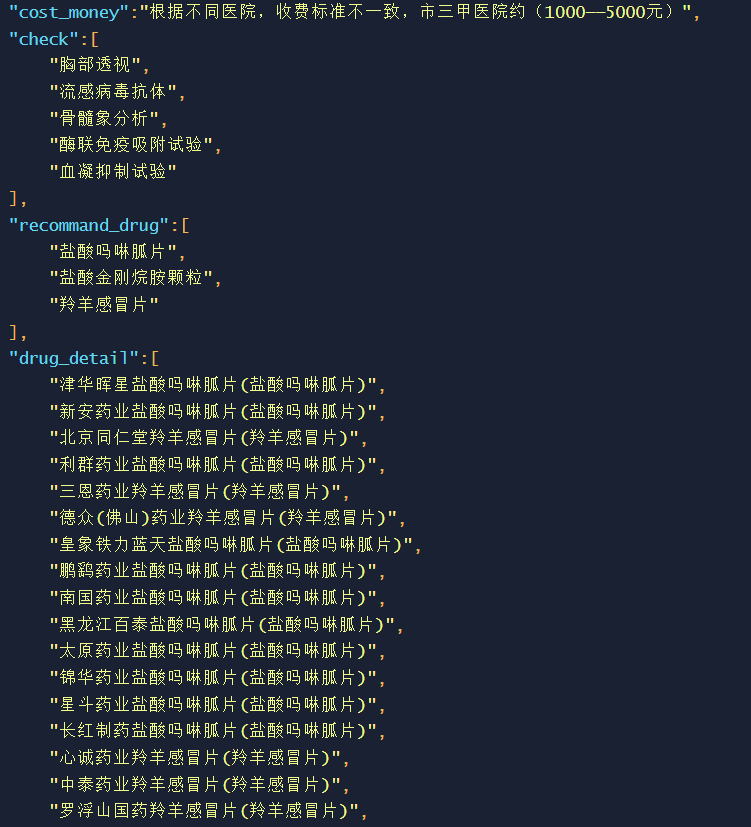 "cost_money":"根据不同医院，收费标准不一致，市三甲医院约（1000——5000元）",
"check":[
"胸部透视",
"流感病毒抗体",
"骨髓象分析",
"酶联免疫吸附试验",
"血凝抑制试验"
],
"recommand_drug":[
"盐酸吗啉胍片",
"盐酸金刚烷胺颗粒",
"羚羊感冒片"
],
"drug_detail":[
"津华晖星盐酸吗啉胍片(盐酸吗啉胍片)",
"新安药业盐酸吗啉胍片(盐酸吗啉胍片)",
"北京同仁堂羚羊感冒片(羚羊感冒片)",
"利群药业盐酸吗啉胍片(盐酸吗啉胍片)",
"三恩药业羚羊感冒片(羚羊感冒片)",
"德众(佛山)药业羚羊感冒片(羚羊感冒片)",
"皇象铁力蓝天盐酸吗啉胍片(盐酸吗啉胍片)",
"鹏鹞药业盐酸吗啉胍片(盐酸吗啉胍片)",
"南国药业盐酸吗啉胍片(盐酸吗啉胍片)",
"黑龙江百泰盐酸吗啉胍片(盐酸吗啉胍片)",
"太原药业盐酸吗啉胍片(盐酸吗啉胍片)",
"锦华药业盐酸吗啉胍片(盐酸吗啉胍片)",
"星斗药业盐酸吗啉胍片(盐酸吗啉胍片)",
"长红制药盐酸吗啉胍片(盐酸吗啉胍片)",
"心诚药业羚羊感冒片(羚羊感冒片)",
"中泰药业羚羊感冒片(羚羊感冒片)",
"罗浮山国药羚羊感冒片(羚羊感冒片)",